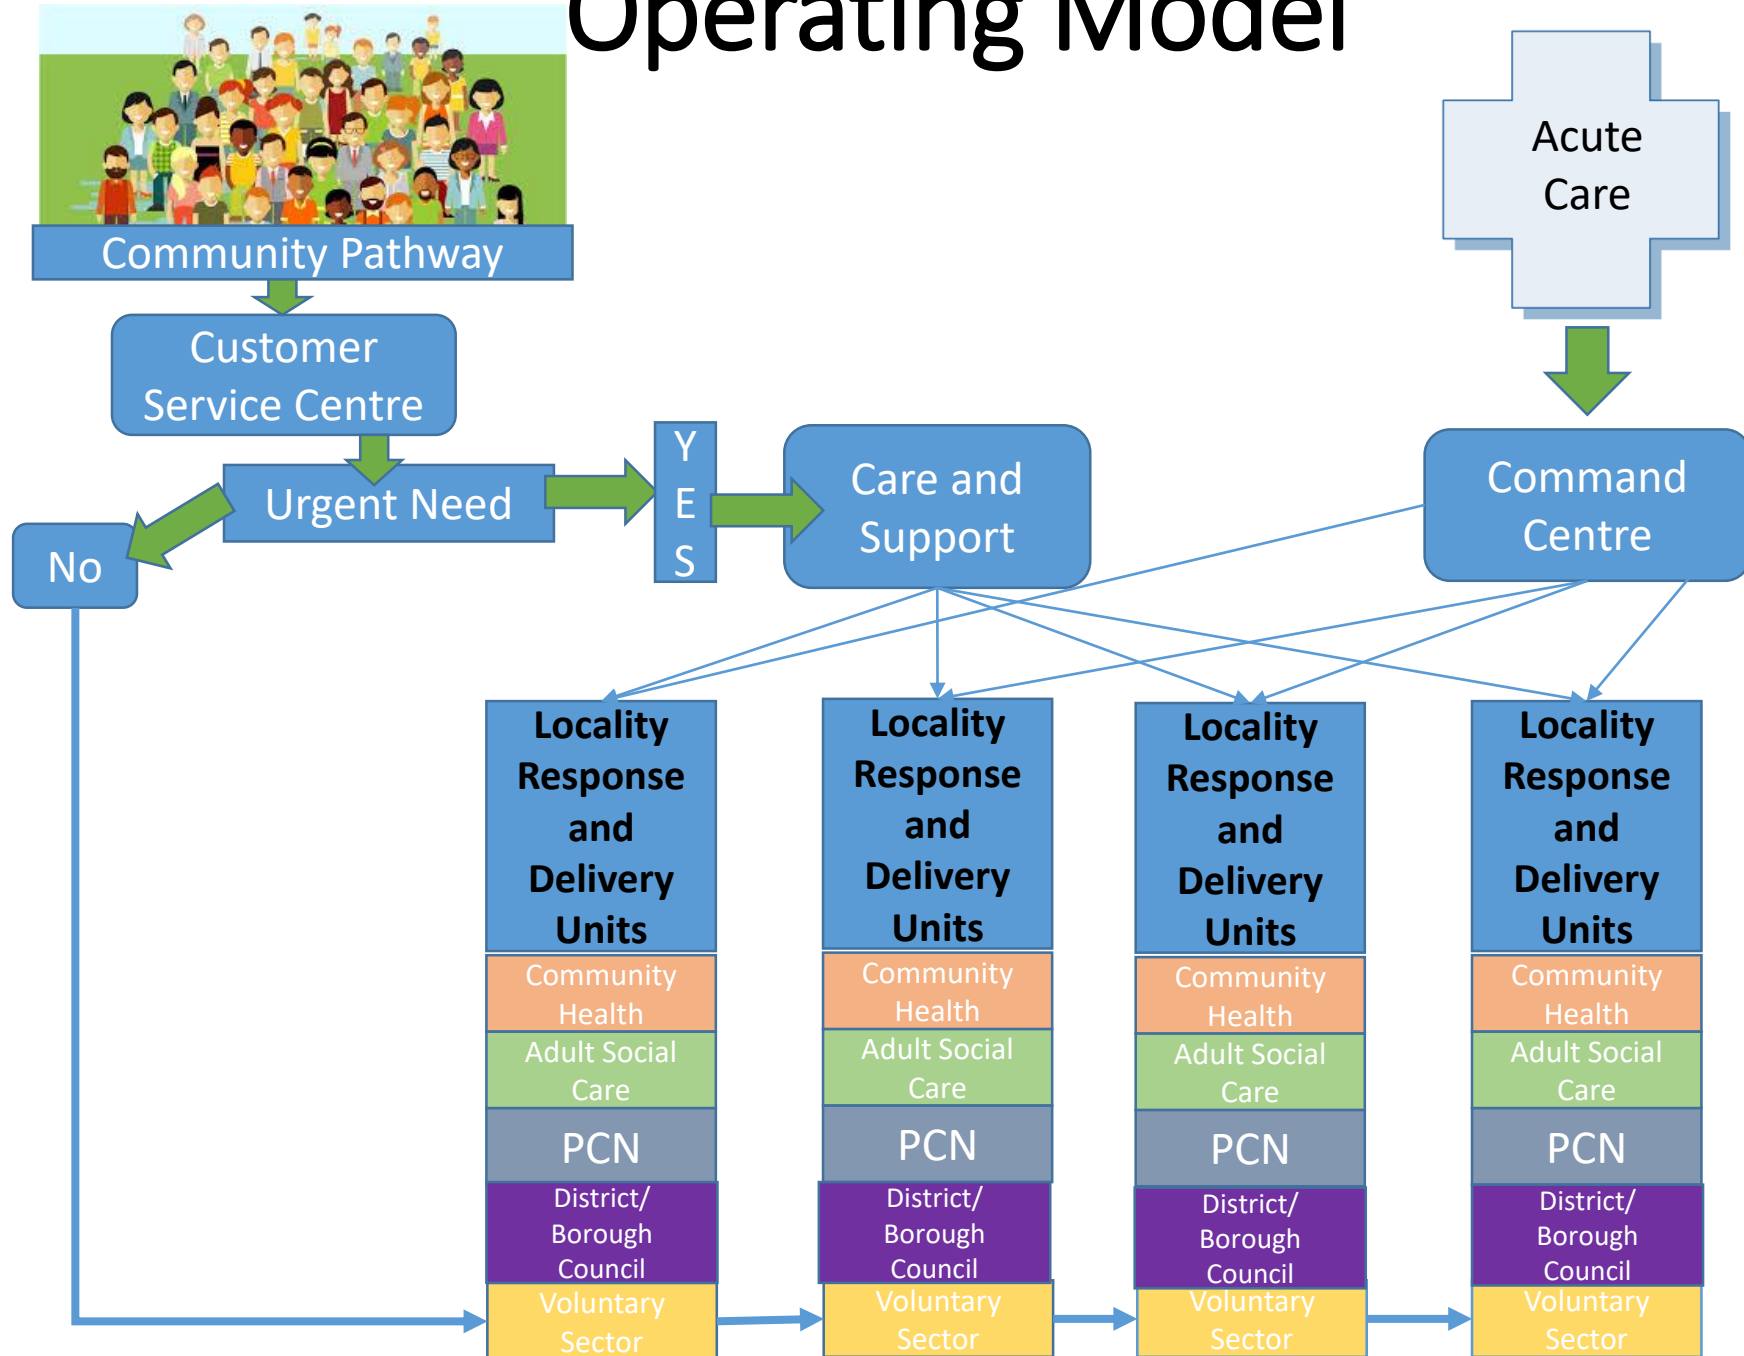 Operating Model
Community Pathway
Acute
Care
Customer
Service Centre
Urgent Need
Y
E
S
Care and
Support
Command
Centre
No
Locality
Response
and
Delivery
Units
Community
Health
Adult Social
Care
PCN
District/
Borough
Council
Voluntary
Sector
Locality
Response
and
Delivery
Units
Community
Health
Adult Social
Care
PCN
District/
Borough
Council
Voluntary
Sector
Locality
Response
and
Delivery
Units
Community
Health
Adult Social
Care
PCN
District/
Borough
Council
Voluntary
Sector
Locality
Response
and
Delivery
Units
Community
Health
Adult Social
Care
PCN
District/
Borough
Council
Voluntary
Sector